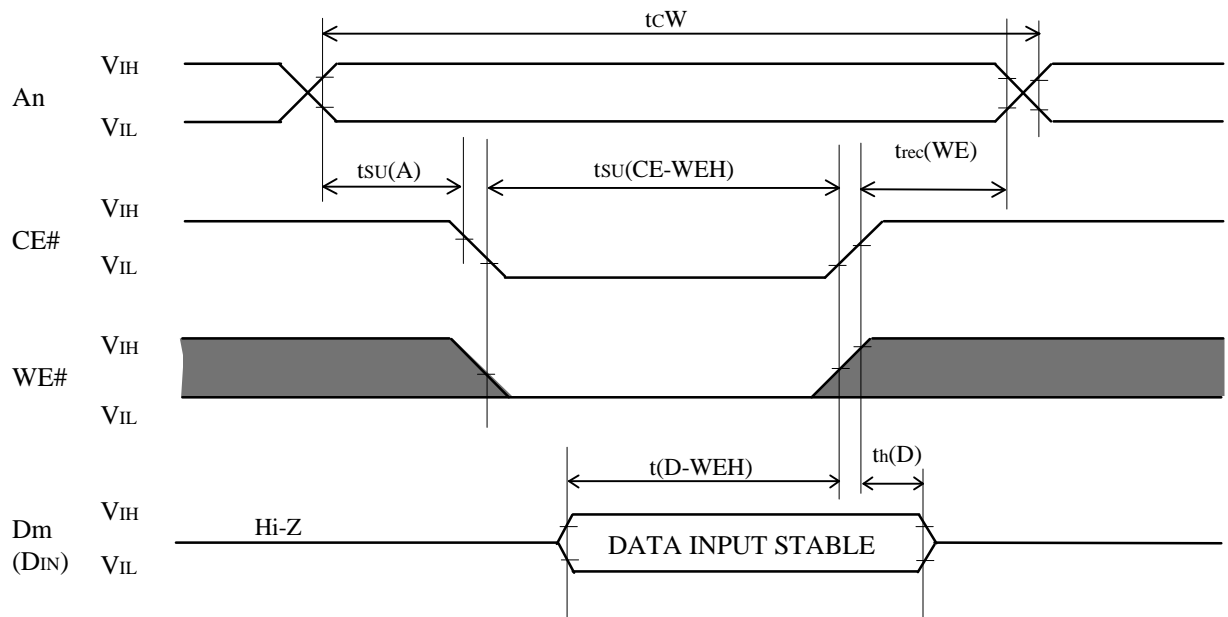 tCW
VIH
An
VIL
tSU(A)
tSU(CE-WEH)
trec(WE)
VIH
CE#
VIL
VIH
WE#
VIL
t(D-WEH)
th(D)
VIH
Dm
(DIN)
Hi-Z
DATA INPUT STABLE
VIL